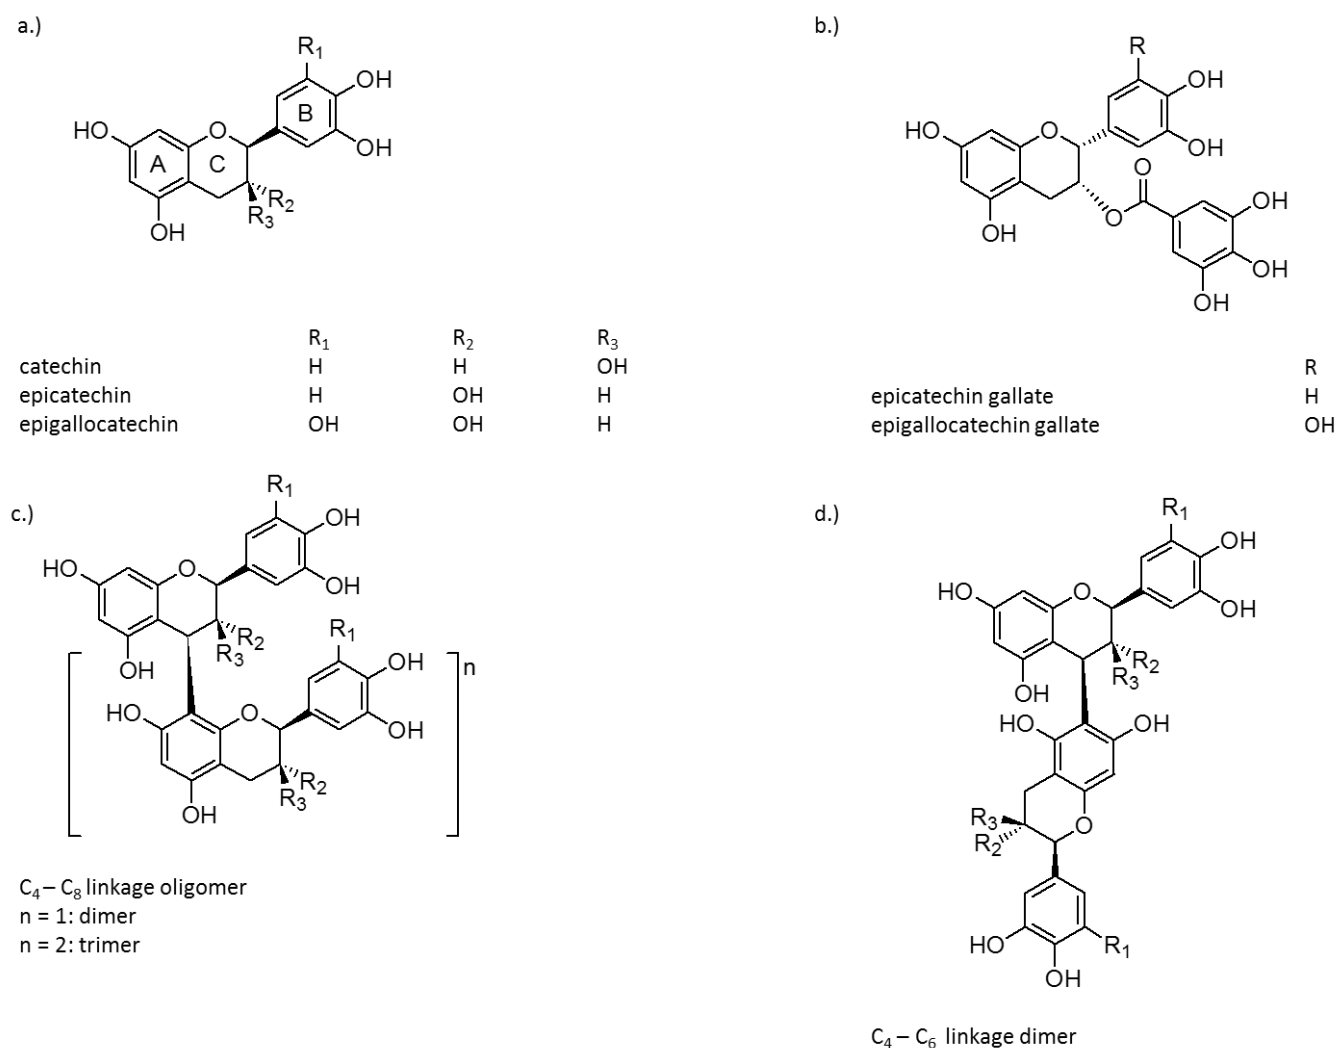 a.)
R₁
OH
B
HO
O
OH
A
C
R₂
R₃
OH
R₁ R₂ R₃
catechin H H OH
epicatechin H OH H
epigallocatechin OH OH H
b.)
R
OH
HO
O
OH
O
OH
O
OH
OH
OH
R
epicatechin gallate H
epigallocatechin gallate OH
c.)
R₁
OH
HO
O
OH
R₂
R₁
R₃
OH
OH
n
HO
O
OH
R₂
R₃
OH
C₄ – C₈ linkage oligomer
n = 1: dimer
n = 2: trimer
d.)
R₁
OH
HO
O
OH
R₂
R₃
OH
HO
OH
R₃
O
R₂
HO
R₁
OH
C₄ – C₆ linkage dimer